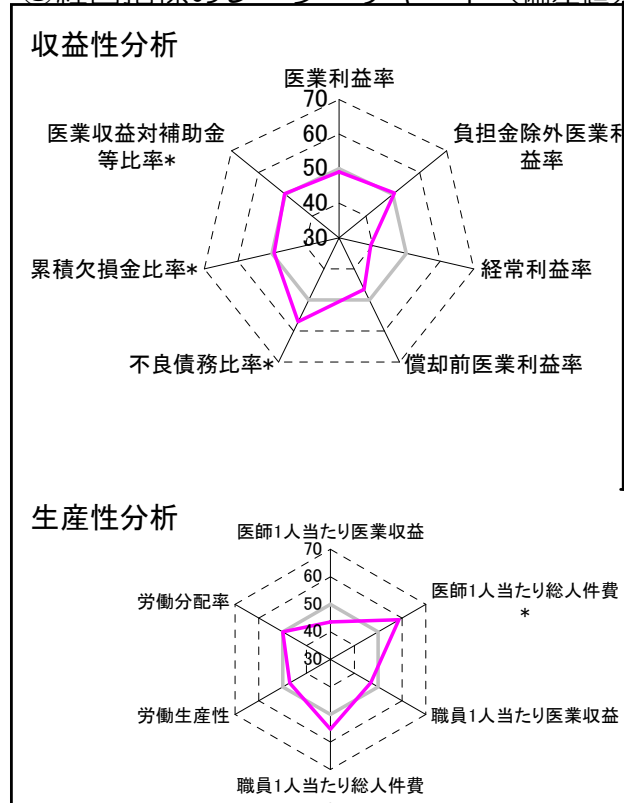 収益性分析
医業利益率
70
60
50
40
30
負担金除外医業利
益率
経常利益率
償却前医業利益率
不良債務比率*
累積欠損金比率*
医業収益対補助金
等比率*
生産性分析
医師1人当たり医業収益
70
60
50
40
30
医師1人当たり総人件費
*
職員1人当たり医業収益
職員1人当たり総人件費
労働生産性
労働分配率